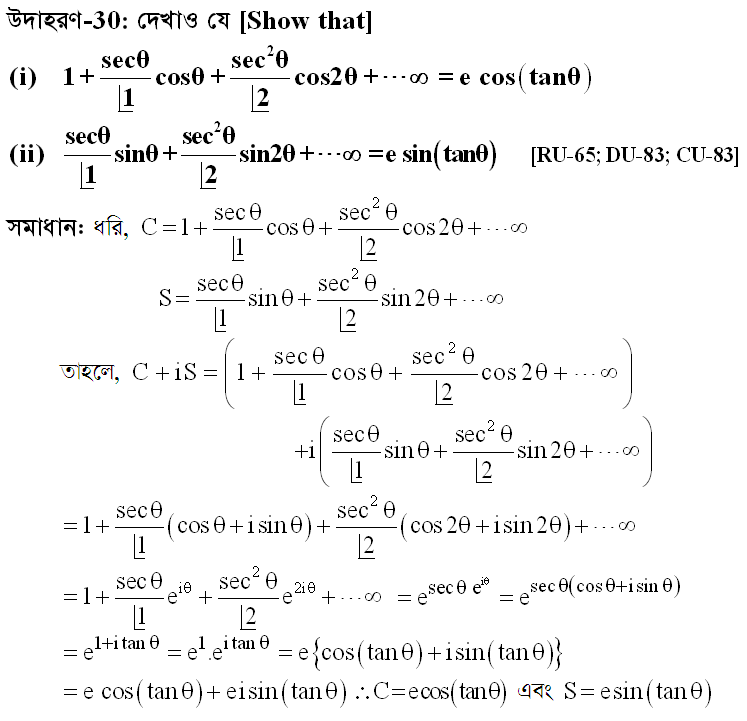 উদাহরণ-30: দেখাও যে [Show that]
(i) 1 + secθ/⌊1 cosθ + sec²θ/⌊2 cos2θ + ⋯∞ = e cos(tanθ)
(ii) secθ/⌊1 sinθ + sec²θ/⌊2 sin2θ + ⋯∞ = e sin(tanθ) [RU-65; DU-83; CU-83]
সমাধান: ধরি, C = 1 + secθ/⌊1 cosθ + sec²θ/⌊2 cos2θ + ⋯∞
S = secθ/⌊1 sinθ + sec²θ/⌊2 sin2θ + ⋯∞
তাহলে, C + iS = (1 + secθ/⌊1 cosθ + sec²θ/⌊2 cos2θ + ⋯∞)
+i(secθ/⌊1 sinθ + sec²θ/⌊2 sin2θ + ⋯∞)
= 1 + secθ/⌊1 (cosθ + i sinθ) + sec²θ/⌊2 (cos2θ + i sin2θ) + ⋯∞
= 1 + secθ/⌊1 e^{iθ} + sec²θ/⌊2 e^{2iθ} + ⋯∞ = e^{secθ e^{iθ}} = e^{secθ(cosθ+i sinθ)}
= e^{1+i tanθ} = e¹.e^{i tanθ} = e{cos(tanθ) + i sin(tanθ)}
= e cos(tanθ) + ei sin(tanθ) ∴ C = e cos(tanθ) এবং S = e sin(tanθ)